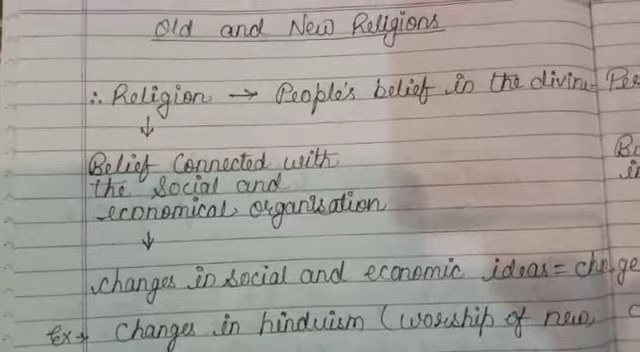 Old and New Religions
∴ Religion → People's belief in the divine
↓
Belief Connected with
the social and
economical organisation
↓
changes in social and economic ideas = chnge
Ex → Changes in hinduism (worship of new,